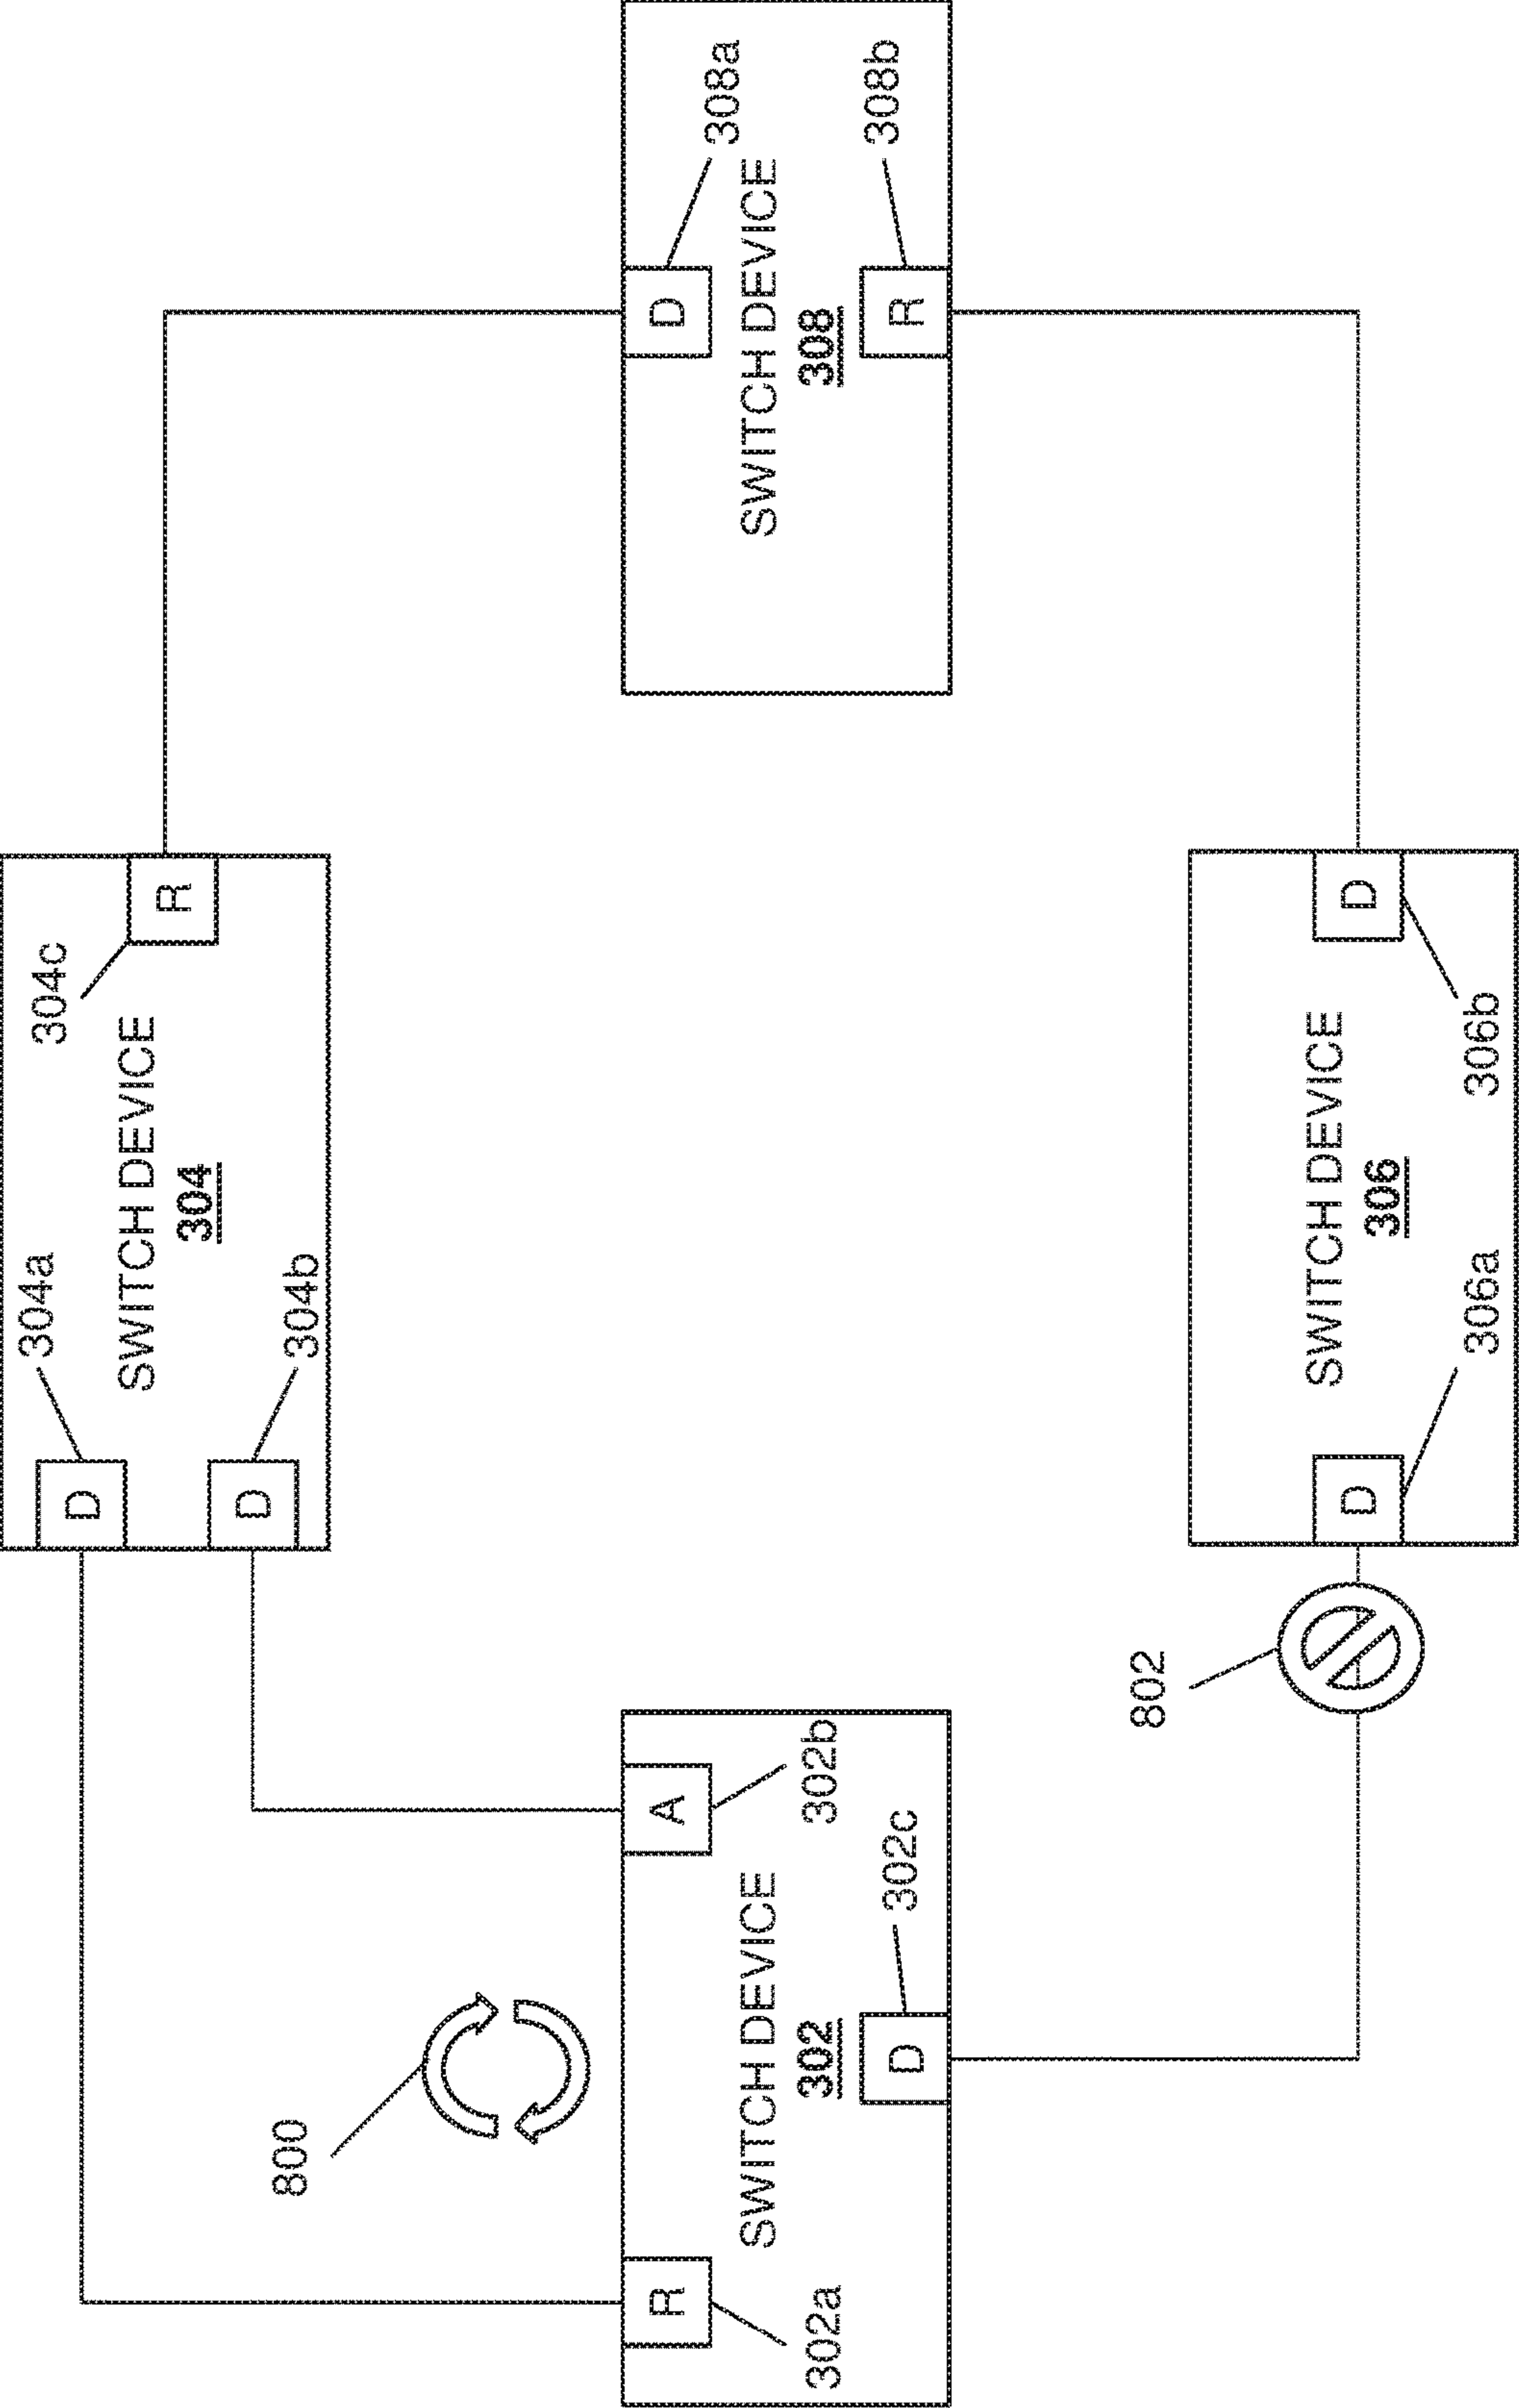 304a
D
SWITCH DEVICE
304
304c
R
D
304b
800
R
302a
SWITCH DEVICE
302
A
302b
D
302c
D
308a
SWITCH DEVICE
308
R
308b
802
D
306a
SWITCH DEVICE
306
D
306b